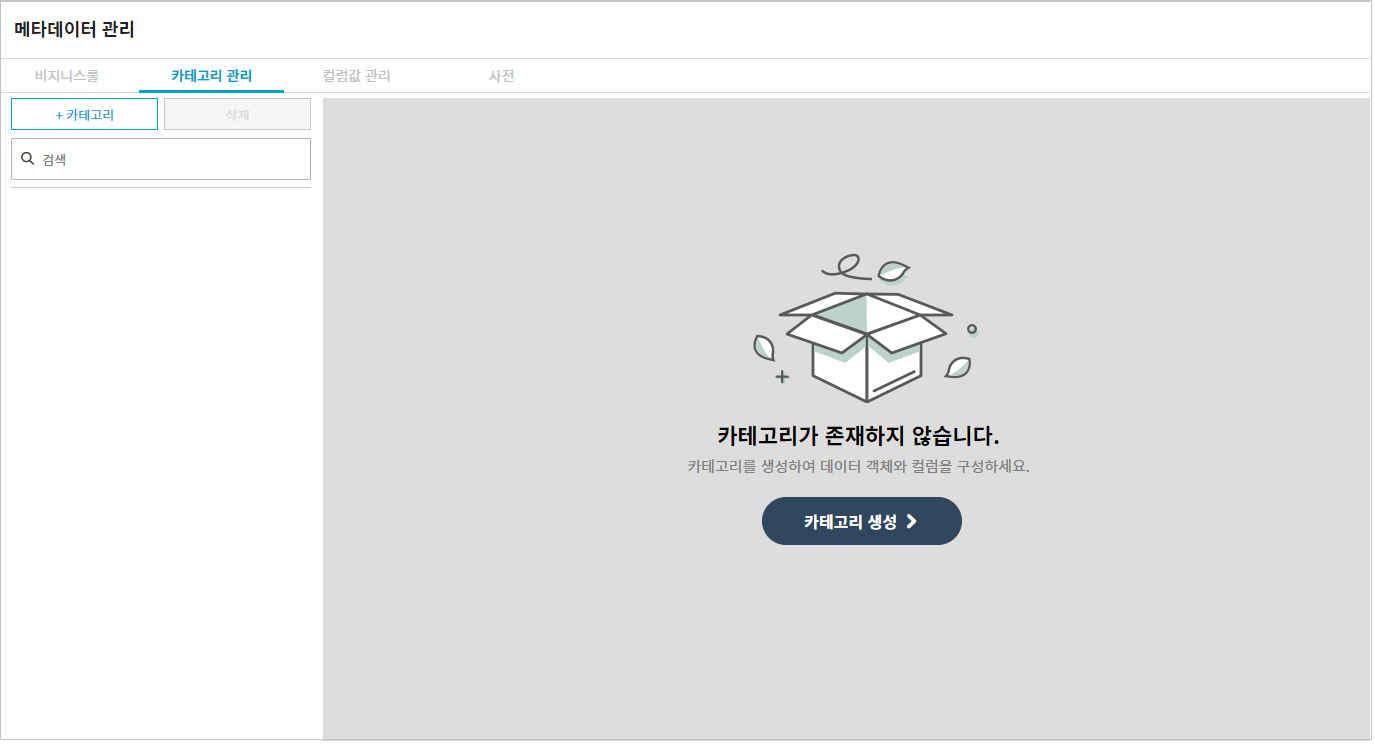 메타데이터 관리
비지니스룰
카테고리 관리
컬럼값 관리
사전
+ 카테고리
삭제
검색
카테고리가 존재하지 않습니다.
카테고리를 생성하여 데이터 객체와 컬럼을 구성하세요.
카테고리 생성